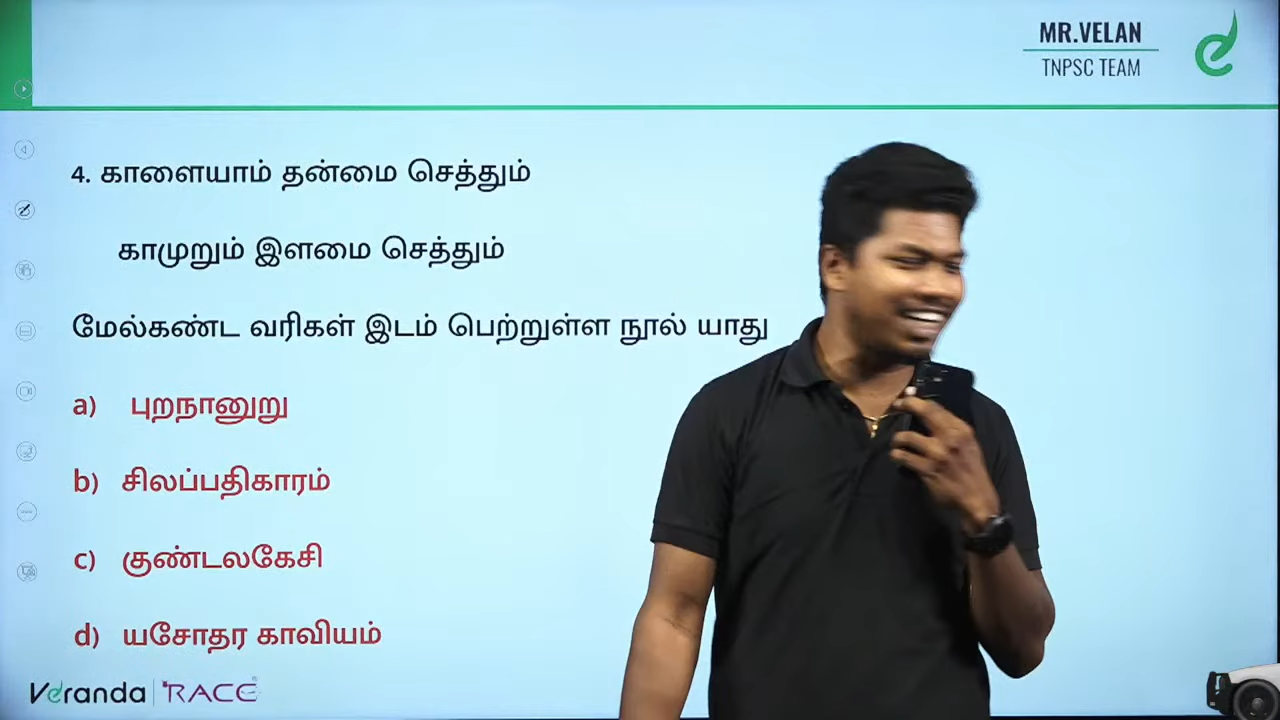 MR.VELAN
TNPSC TEAM
4. காளையாம் தன்மை செத்தும்
காமுறும் இளமை செத்தும்
மேல்கண்ட வரிகள் இடம் பெற்றுள்ள நூல் யாது
a) புறநானுறு
b) சிலப்பதிகாரம்
c) குண்டலகேசி
d) யசோதர காவியம்
Veranda RACE